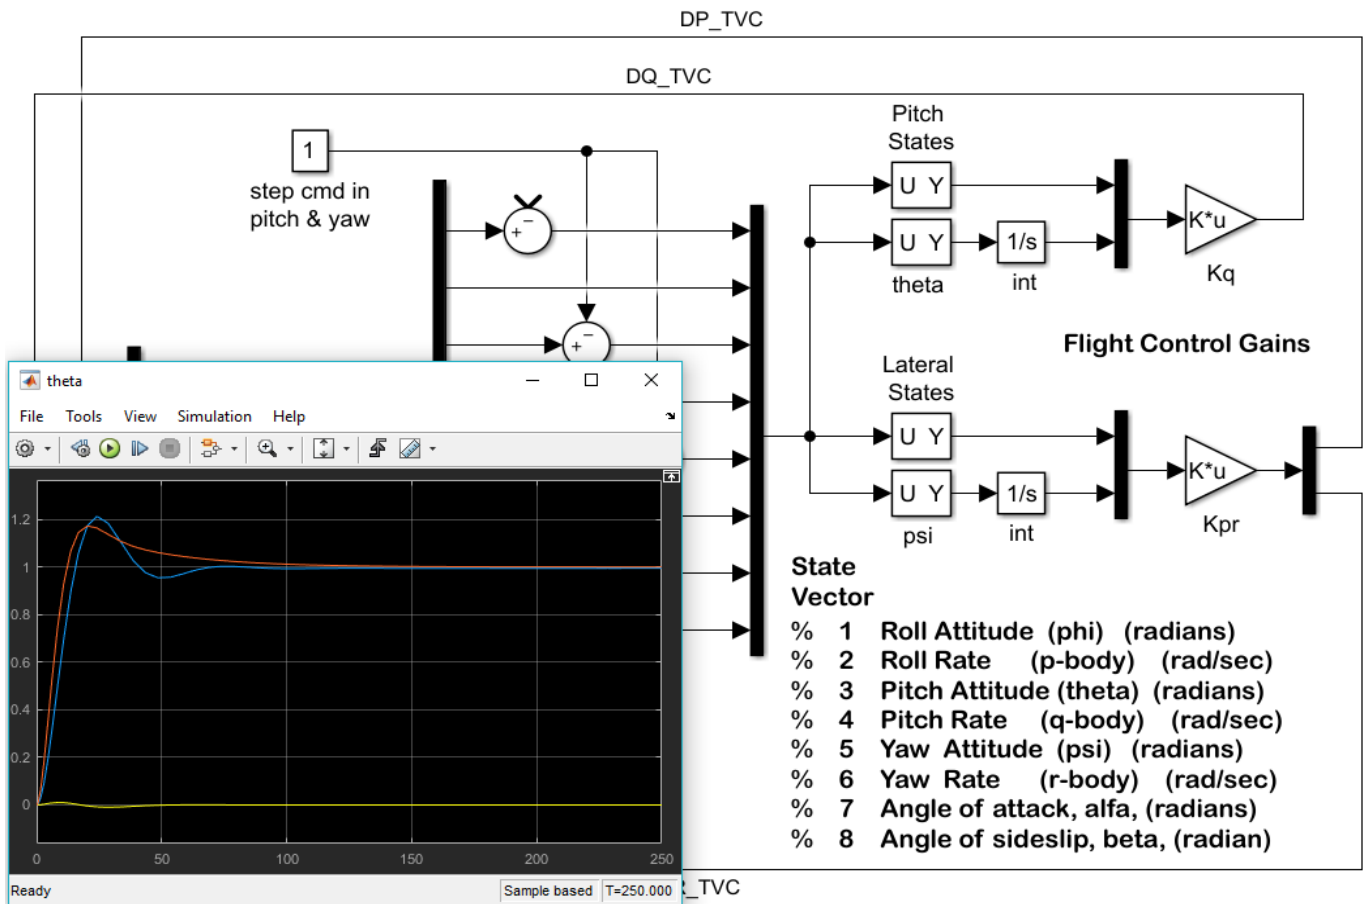 DP_TVC
DQ_TVC
Pitch
States
1
step cmd in
pitch & yaw
U Y
+ −
K*u
U Y
1/s
theta
int
Kq
+ −
Flight Control Gains
Lateral
States
theta
File Tools View Simulation Help
U Y
K*u
U Y
1/s
psi
int
Kpr
1.2
1
0.8
0.6
0.4
0.2
0
0 50 100 150 200 250
Ready Sample based T=250.000
State
Vector
% 1 Roll Attitude (phi) (radians)
% 2 Roll Rate (p-body) (rad/sec)
% 3 Pitch Attitude (theta) (radians)
% 4 Pitch Rate (q-body) (rad/sec)
% 5 Yaw Attitude (psi) (radians)
% 6 Yaw Rate (r-body) (rad/sec)
% 7 Angle of attack, alfa, (radians)
% 8 Angle of sideslip, beta, (radian)
_TVC